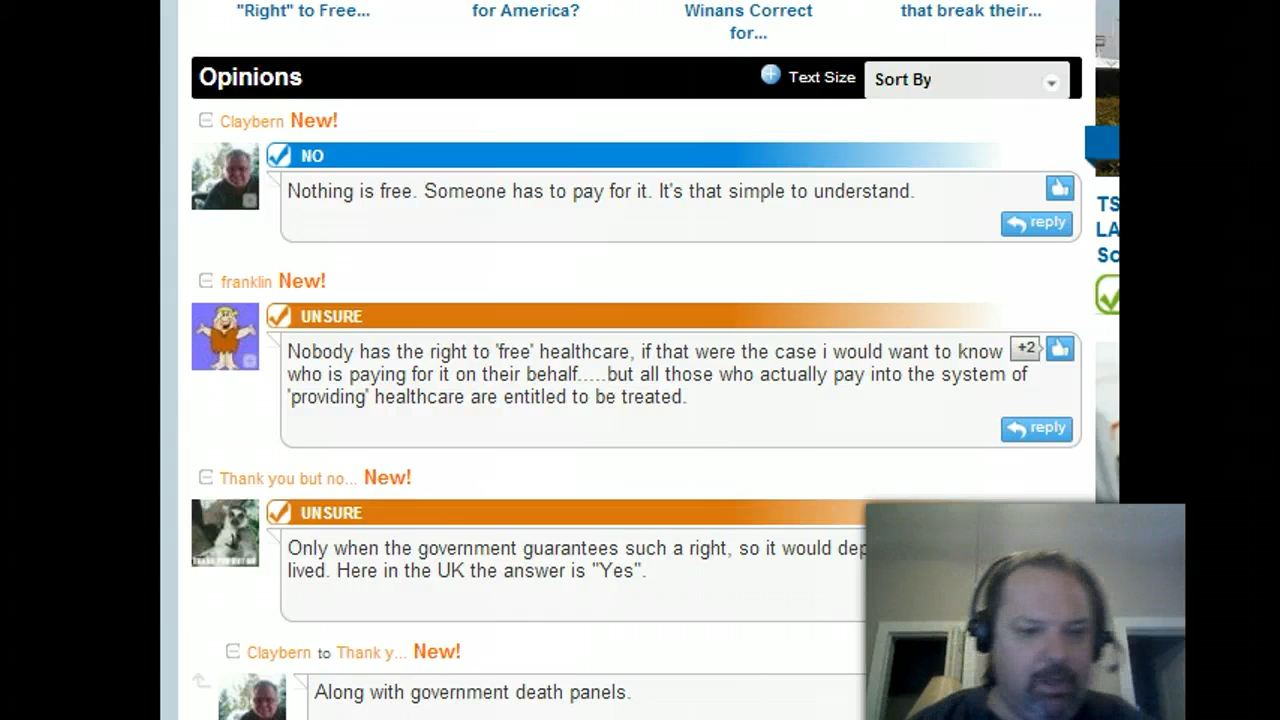 "Right" to Free...
for America?
Winans Correct
for...
that break their...
Opinions
Text Size
Sort By
Claybern New!
NO
Nothing is free. Someone has to pay for it. It's that simple to understand.
reply
franklin New!
UNSURE
Nobody has the right to 'free' healthcare, if that were the case i would want to know
+2
who is paying for it on their behalf.....but all those who actually pay into the system of
'providing' healthcare are entitled to be treated.
reply
Thank you but no... New!
UNSURE
Only when the government guarantees such a right, so it would dep
lived. Here in the UK the answer is "Yes".
Claybern to Thank y... New!
Along with government death panels.
TS
LA
Sc